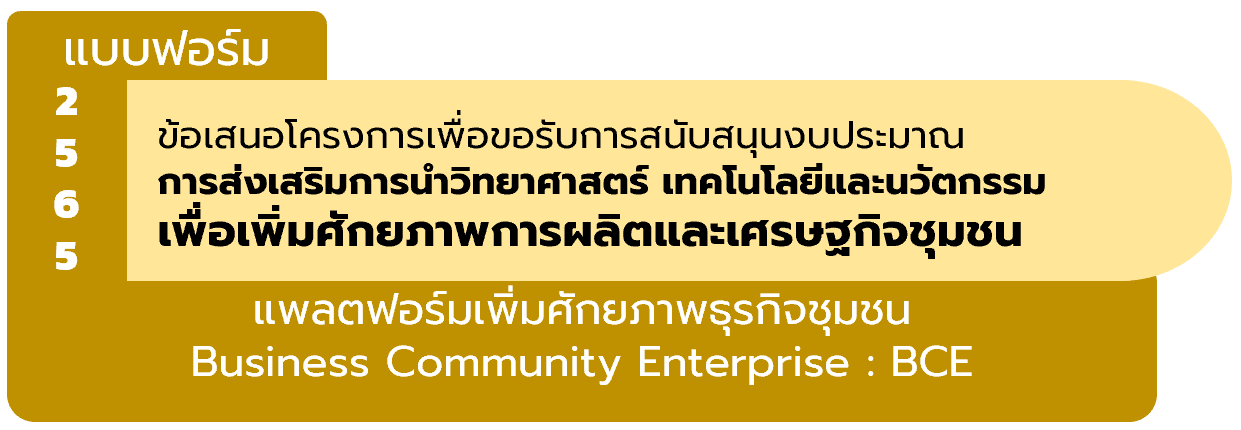 แบบฟอร์ม
2
5
6
5
ข้อเสนอโครงการเพื่อขอรับการสนับสนุนงบประมาณ
การส่งเสริมการนำวิทยาศาสตร์ เทคโนโลยีและนวัตกรรม
เพื่อเพิ่มศักยภาพการผลิตและเศรษฐกิจชุมชน
แพลตฟอร์มเพิ่มศักยภาพธุรกิจชุมชน
Business Community Enterprise : BCE